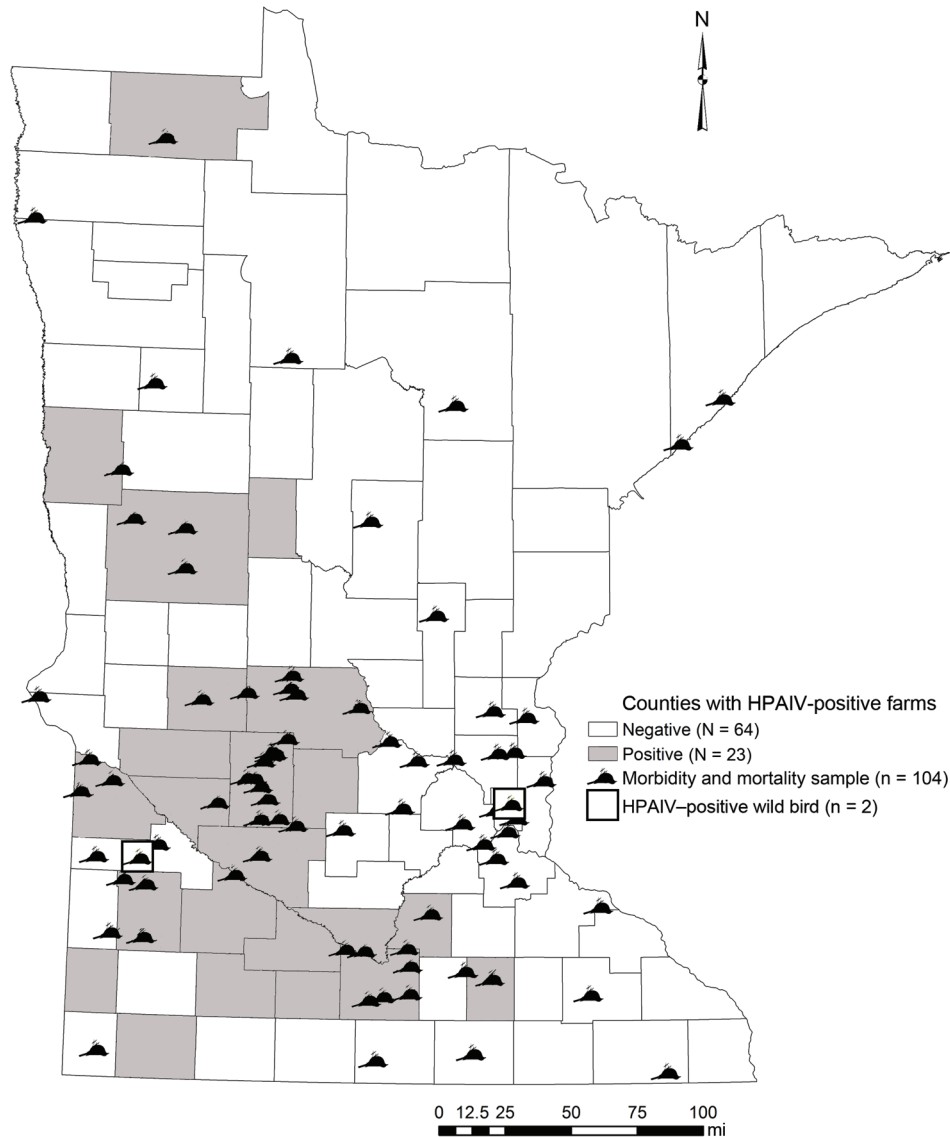 N
Counties with HPAIV-positive farms
Negative (N = 64)
Positive (N = 23)
Morbidity and mortality sample (n = 104)
HPAIV–positive wild bird (n = 2)
0 12.5 25 50 75 100
mi